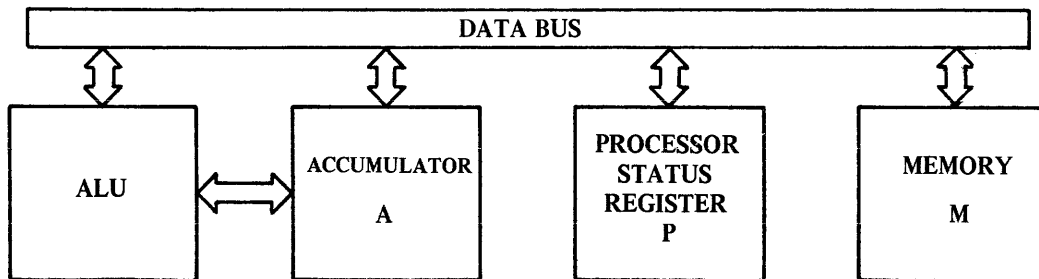 DATA BUS
ALU
ACCUMULATOR
A
PROCESSOR
STATUS
REGISTER
P
MEMORY
M